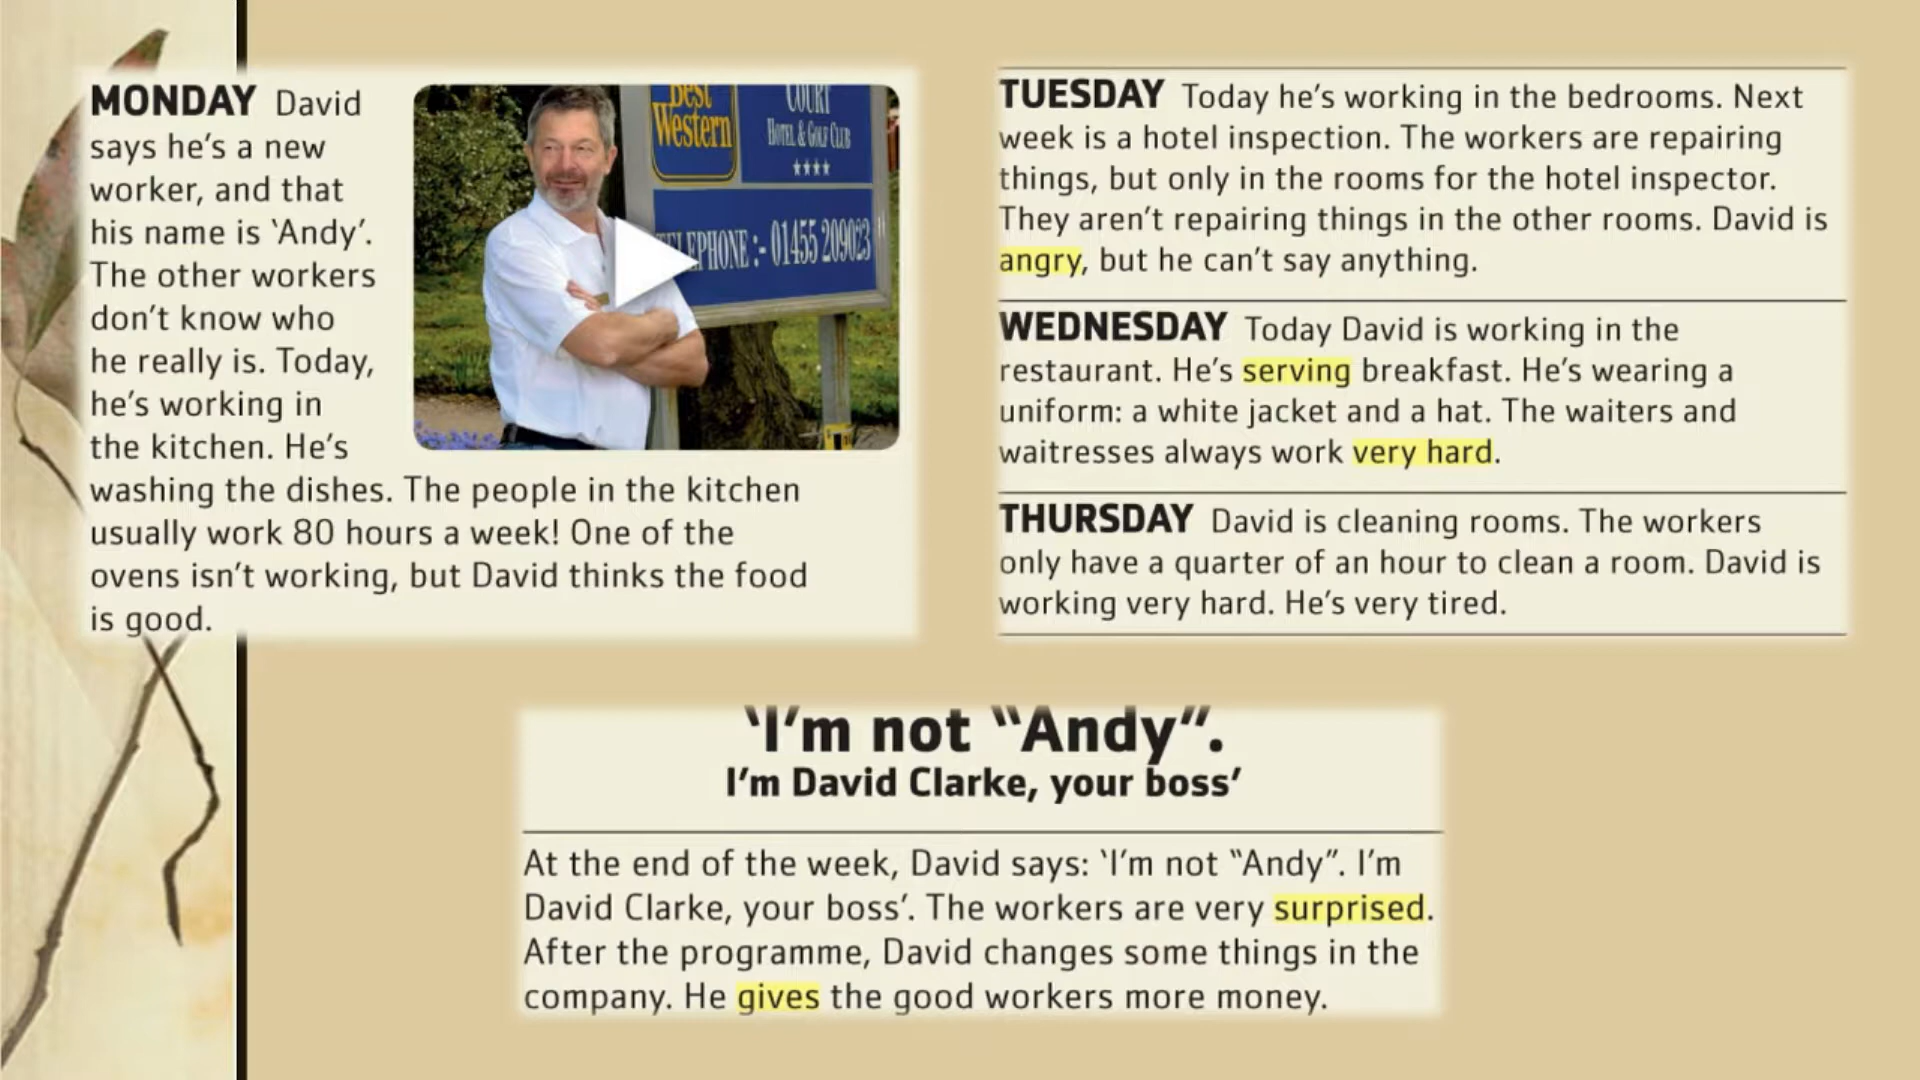 MONDAY David
says he's a new
worker, and that
his name is ‘Andy’.
The other workers
don't know who
he really is. Today,
he's working in
the kitchen. He's
washing the dishes. The people in the kitchen
usually work 80 hours a week! One of the
ovens isn't working, but David thinks the food
is good.
Best
Western
COURT
HOTEL & GOLF CLUB
TELEPHONE :- 01455 209023
TUESDAY Today he's working in the bedrooms. Next
week is a hotel inspection. The workers are repairing
things, but only in the rooms for the hotel inspector.
They aren't repairing things in the other rooms. David is
angry, but he can't say anything.
WEDNESDAY Today David is working in the
restaurant. He's serving breakfast. He's wearing a
uniform: a white jacket and a hat. The waiters and
waitresses always work very hard.
THURSDAY David is cleaning rooms. The workers
only have a quarter of an hour to clean a room. David is
working very hard. He's very tired.
‘I'm not “Andy”.
I'm David Clarke, your boss’
At the end of the week, David says: ‘I'm not “Andy”. I'm
David Clarke, your boss’. The workers are very surprised.
After the programme, David changes some things in the
company. He gives the good workers more money.